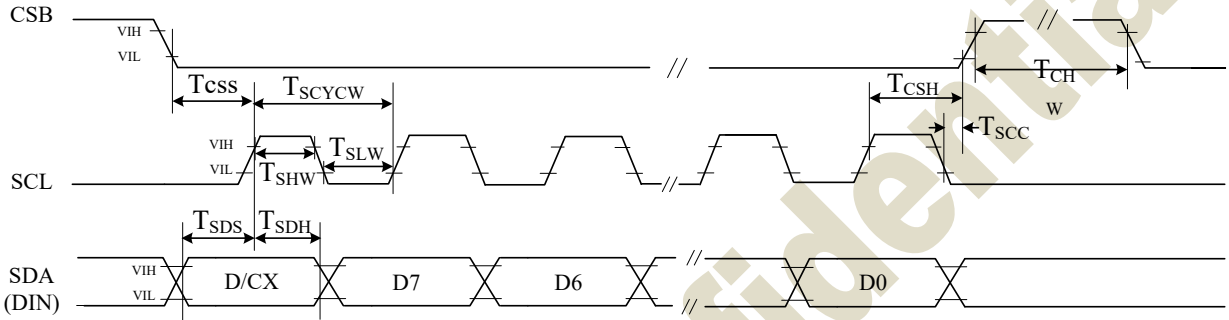 CSB
VIH
VIL
//
//
Tcss
TSCYCW
TCSH
TCH
W
TSCC
VIH
VIL
TSLW
TSHW
SCL
//
TSDS
TSDH
//
SDA
(DIN)
VIH
VIL
D/CX
D7
D6
D0
//
fidential